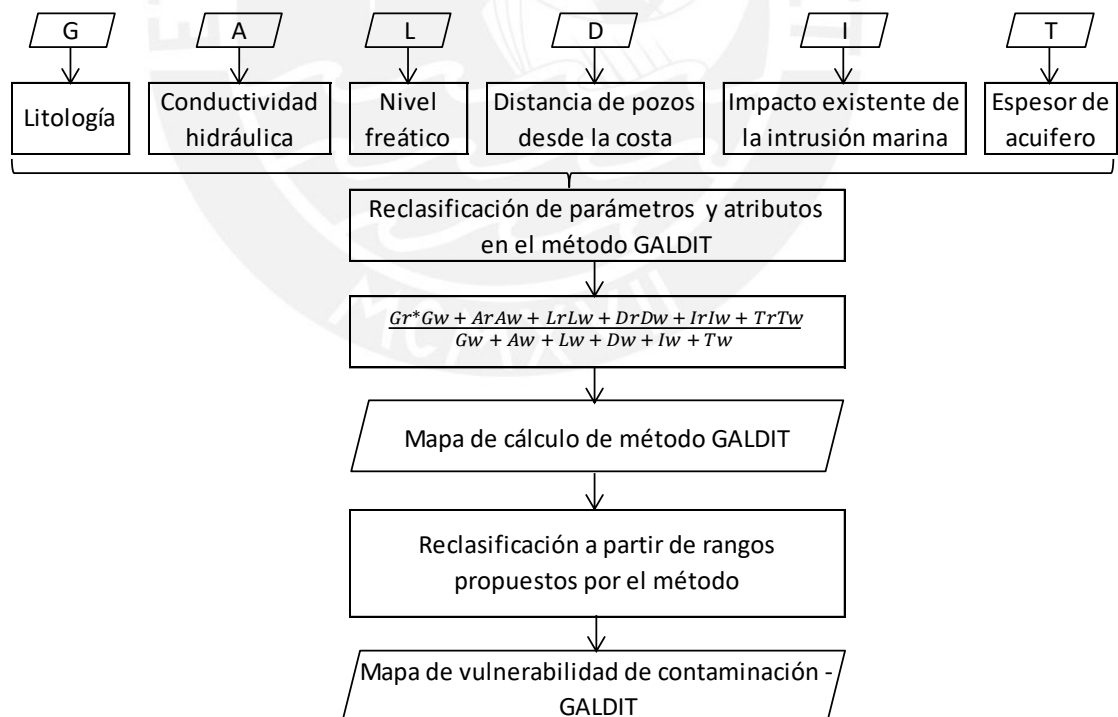 G
A
L
D
I
T
Litología
Conductividad
hidráulica
Nivel
freático
Distancia de pozos
desde la costa
Impacto existente de
la intrusión marina
Espesor de
acuifero
Reclasificación de parámetros y atributos
en el método GALDIT
Gr*Gw + ArAw + LrLw + DrDw + IrIw + TrTw
Gw + Aw + Lw + Dw + Iw + Tw
Mapa de cálculo de método GALDIT
Reclasificación a partir de rangos
propuestos por el método
Mapa de vulnerabilidad de contaminación -
GALDIT